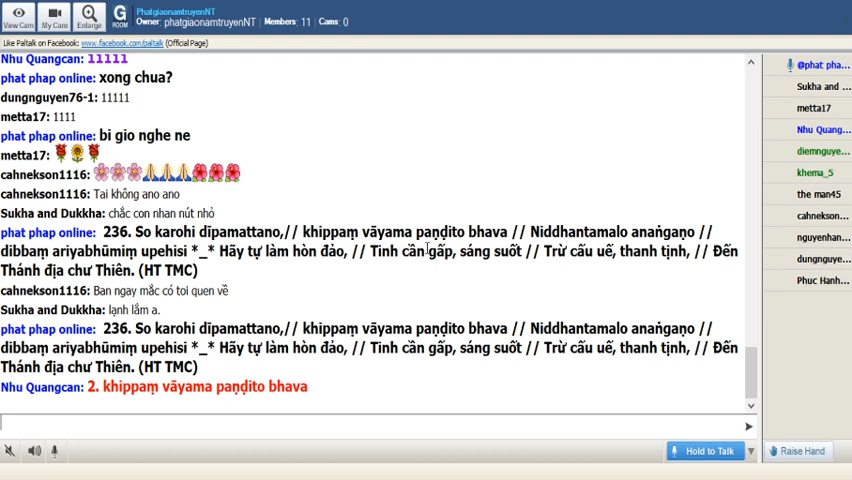 View Cam
My Cam
Enlarge
G
ROOM
PhatgiaonamtruyenNT
Owner: phatgiaonamtruyenNT Members: 11 Cams: 0
Like Paltalk on Facebook: www.facebook.com/paltalk (Official Page)
Nhu Quangcan: 11111
phat phap online: xong chua?
dungnguyen76-1: 11111
metta17: 1111
phat phap online: bi gio nghe ne
metta17:
cahnekson1116:
cahnekson1116: Tai không ano ano
Sukha and Dukkha: chắc con nhan nút nhỏ
phat phap online: 236. So karohi dīpamattano,// khippaṃ vāyama paṇḍito bhava // Niddhantamalo anaṅgaṇo //
dibbaṃ ariyabhūmiṃ upehisi *_* Hãy tự làm hòn đảo, // Tinh cần gấp, sáng suốt // Trừ cấu uế, thanh tịnh, // Đến
Thánh địa chư Thiên. (HT TMC)
cahnekson1116: Ban ngay mắc có toi quen về
Sukha and Dukkha: lạnh lắm a.
phat phap online: 236. So karohi dīpamattano,// khippaṃ vāyama paṇḍito bhava // Niddhantamalo anaṅgaṇo //
dibbaṃ ariyabhūmiṃ upehisi *_* Hãy tự làm hòn đảo, // Tinh cần gấp, sáng suốt // Trừ cấu uế, thanh tịnh, // Đến
Thánh địa chư Thiên. (HT TMC)
Nhu Quangcan: 2. khippaṃ vāyama paṇḍito bhava
@phat pha...
Sukha and ...
metta17
Nhu Quang...
diemnguye...
khema_5
the man45
cahnekson...
nguyenhan...
dungnguye...
Phuc Hanh...
Hold to Talk
Raise Hand